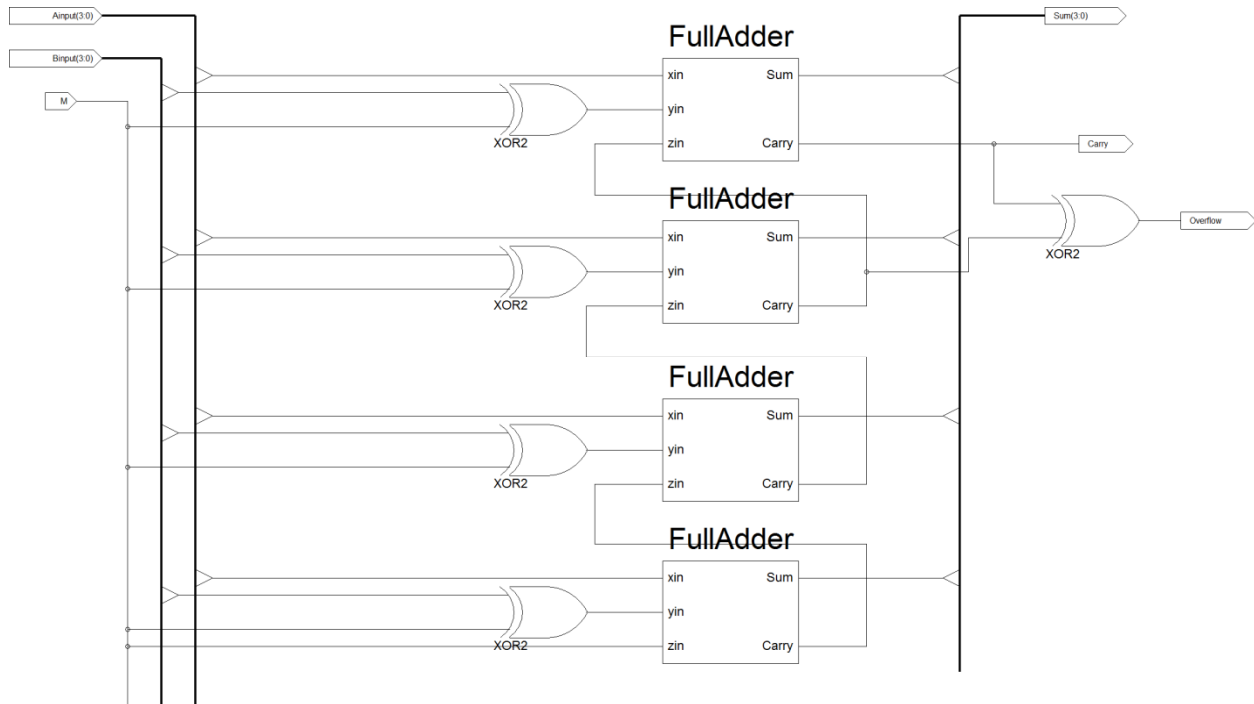 Ainput(3:0)
Sum(3:0)
FullAdder
Binput(3:0)
xin Sum
M
yin
XOR2
zin Carry
Carry
FullAdder
Overflow
xin Sum
XOR2
yin
XOR2
zin Carry
FullAdder
xin Sum
yin
XOR2
zin Carry
FullAdder
xin Sum
yin
XOR2
zin Carry